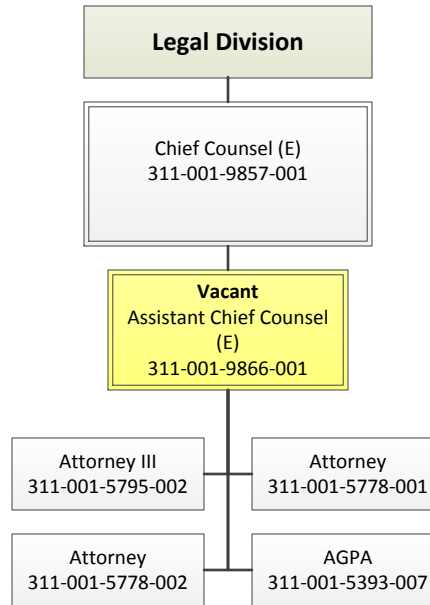 Legal Division
Chief Counsel (E)
311-001-9857-001
Vacant
Assistant Chief Counsel
(E)
311-001-9866-001
Attorney III
311-001-5795-002
Attorney
311-001-5778-001
Attorney
311-001-5778-002
AGPA
311-001-5393-007